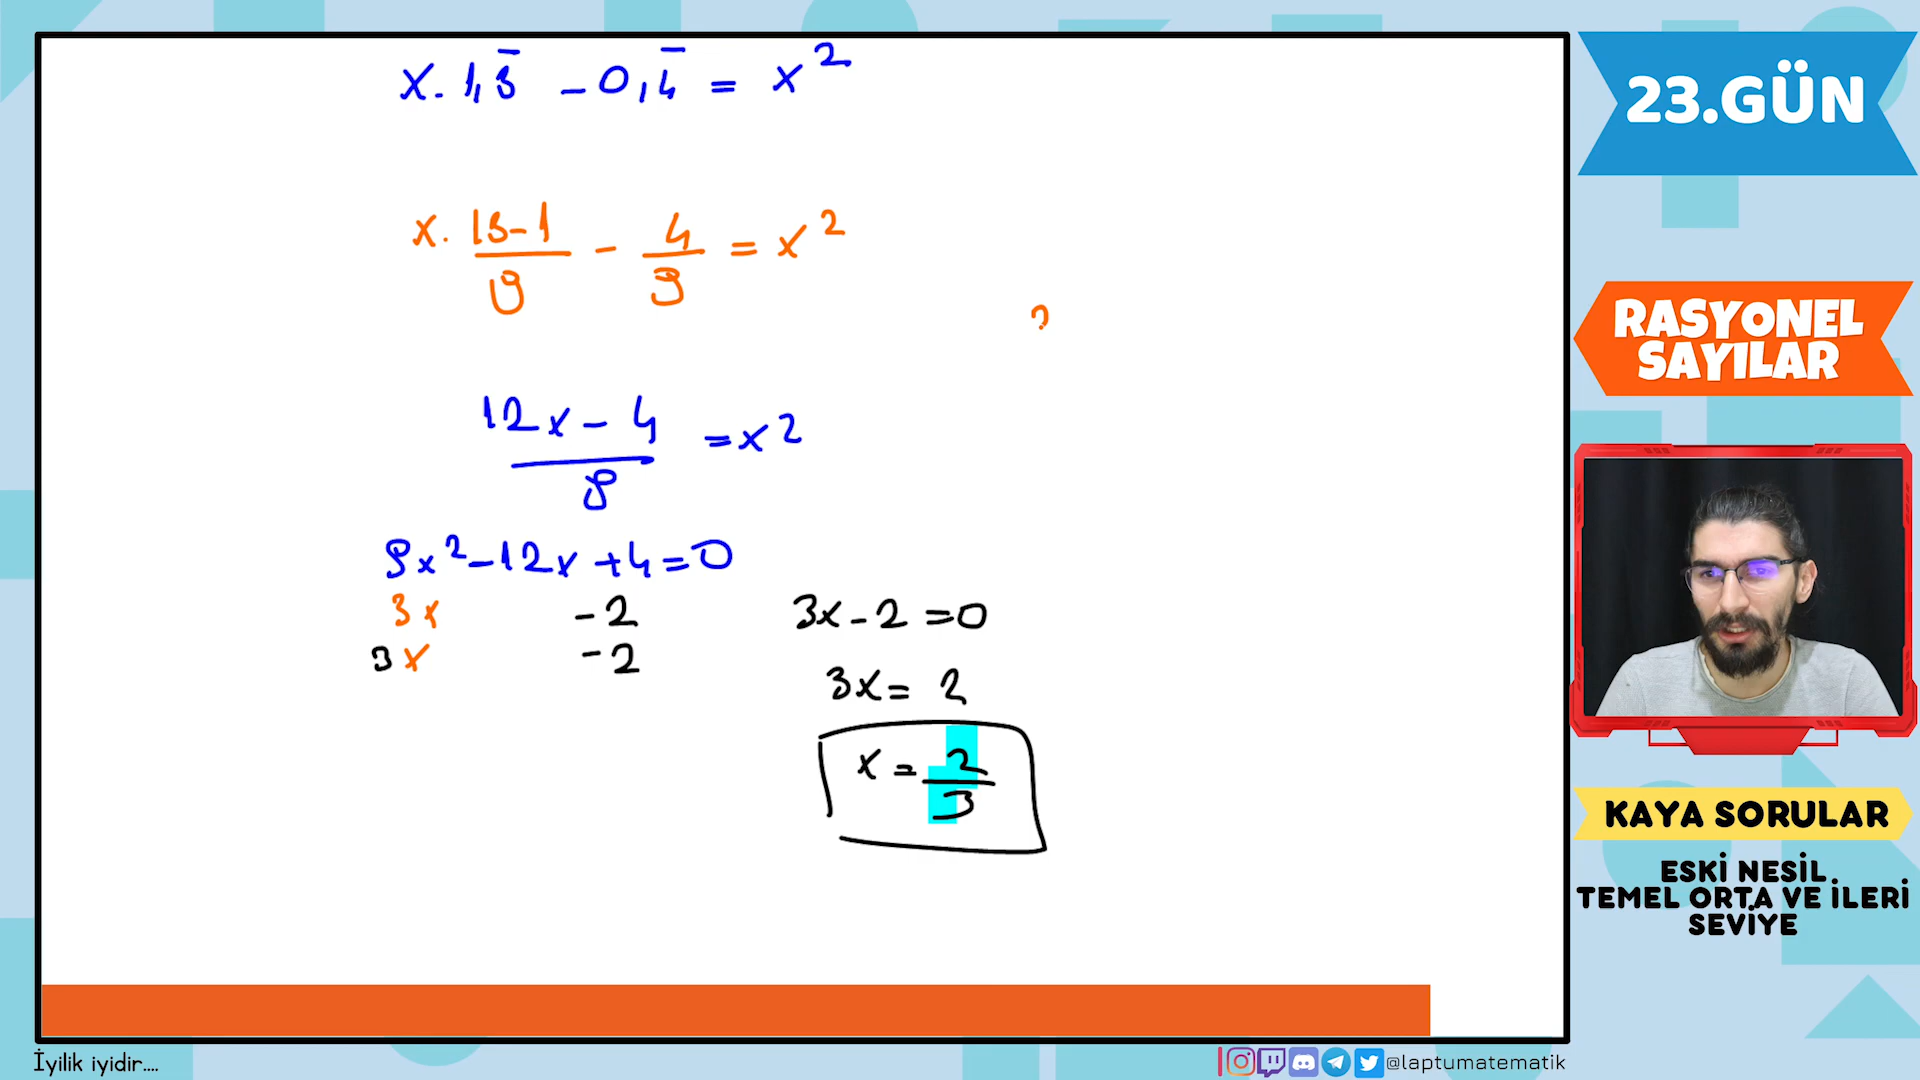 x. 1,3̅ - 0,4̅ = x²
x. 13-1/9 - 4/9 = x²
?
12x - 4/9 = x²
9x² - 12x + 4 = 0
3x -2
3x -2
3x - 2 = 0
3x = 2
x = 2/3
23.GÜN
RASYONEL
SAYILAR
KAYA SORULAR
ESKİ NESİL
TEMEL ORTA VE İLERİ
SEVİYE
İyilik iyidir....
@laptumatematik